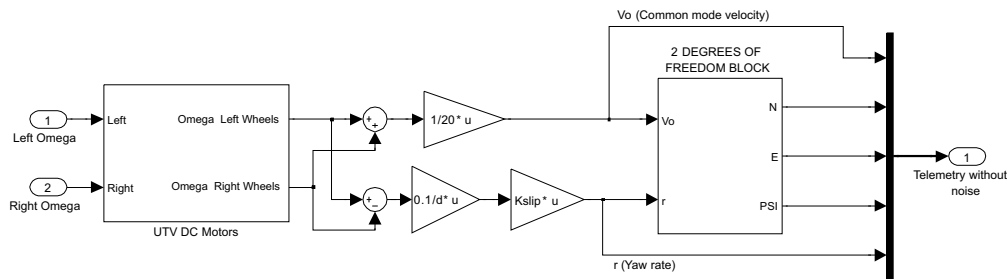 Vo (Common mode velocity)
2 DEGREES OF
FREEDOM BLOCK
1
Left Omega
Left
Omega Left Wheels
+
+
1/20* u
Vo
N
E
1
Telemetry without
noise
2
Right Omega
Right
Omega Right Wheels
+
−
0.1/d* u
Kslip* u
r
PSI
UTV DC Motors
r (Yaw rate)